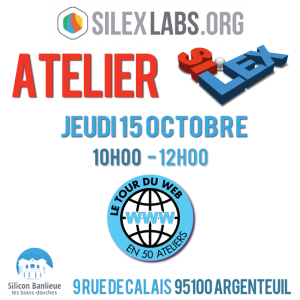 SILEXLABS.ORG
ATELIER
SILEX
JEUDI 15 OCTOBRE
10H00 - 12H00
LE TOUR DU WEB
WWW
EN 50 ATELIERS
Silicon Banlieue
les bains-douches
9 RUE DE CALAIS 95100 ARGENTEUIL